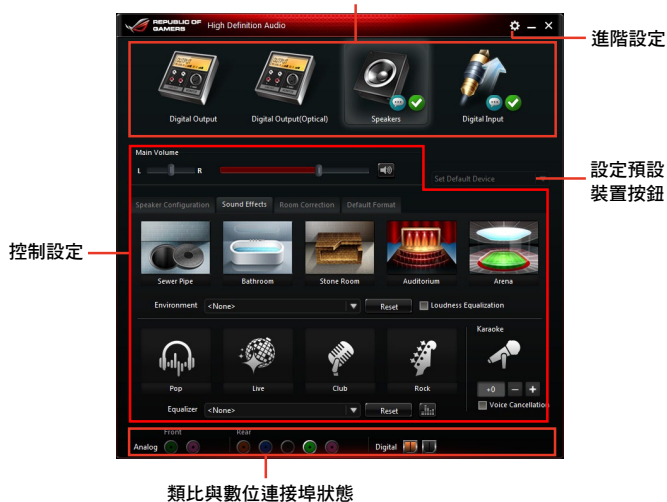 REPUBLIC OF
GAMERS
High Definition Audio
進階設定
Digital Output
Digital Output(Optical)
Speakers
Digital Input
Main Volume
L
R
Set Default Device
設定預設
裝置按鈕
Speaker Configuration
Sound Effects
Room Correction
Default Format
控制設定
Sewer Pipe
Bathroom
Stone Room
Auditorium
Arena
Environment
<None>
Reset
Loudness Equalization
Karaoke
Pop
Live
Club
Rock
+0
Equalizer
<None>
Reset
Voice Cancellation
Front
Rear
Analog
Digital
類比與數位連接埠狀態